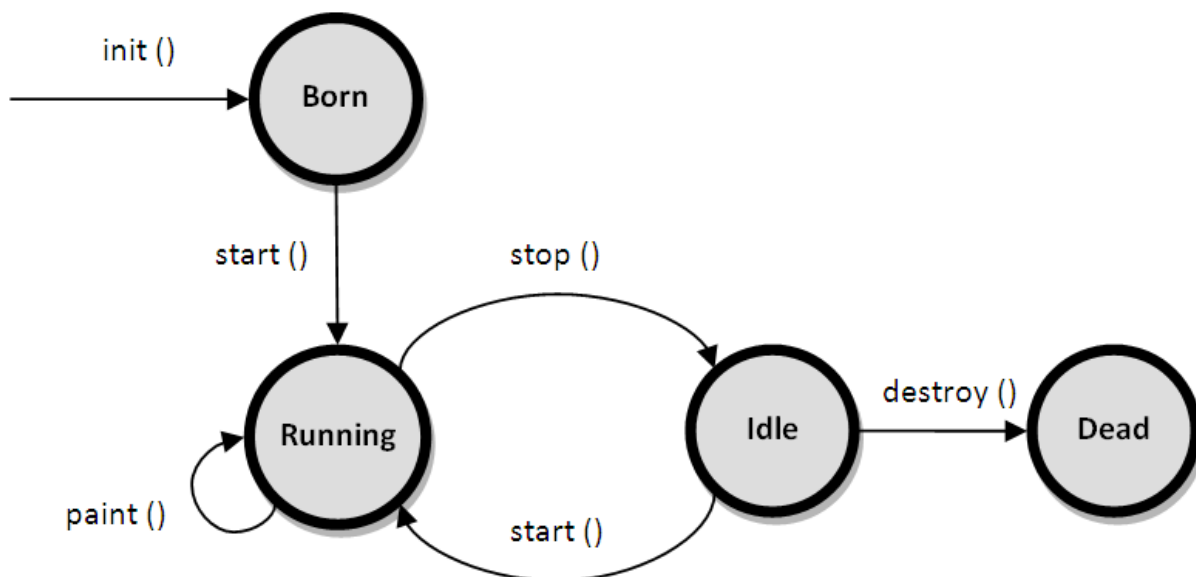 init ()
Born
start ()
stop ()
Running
Idle
destroy ()
Dead
paint ()
start ()